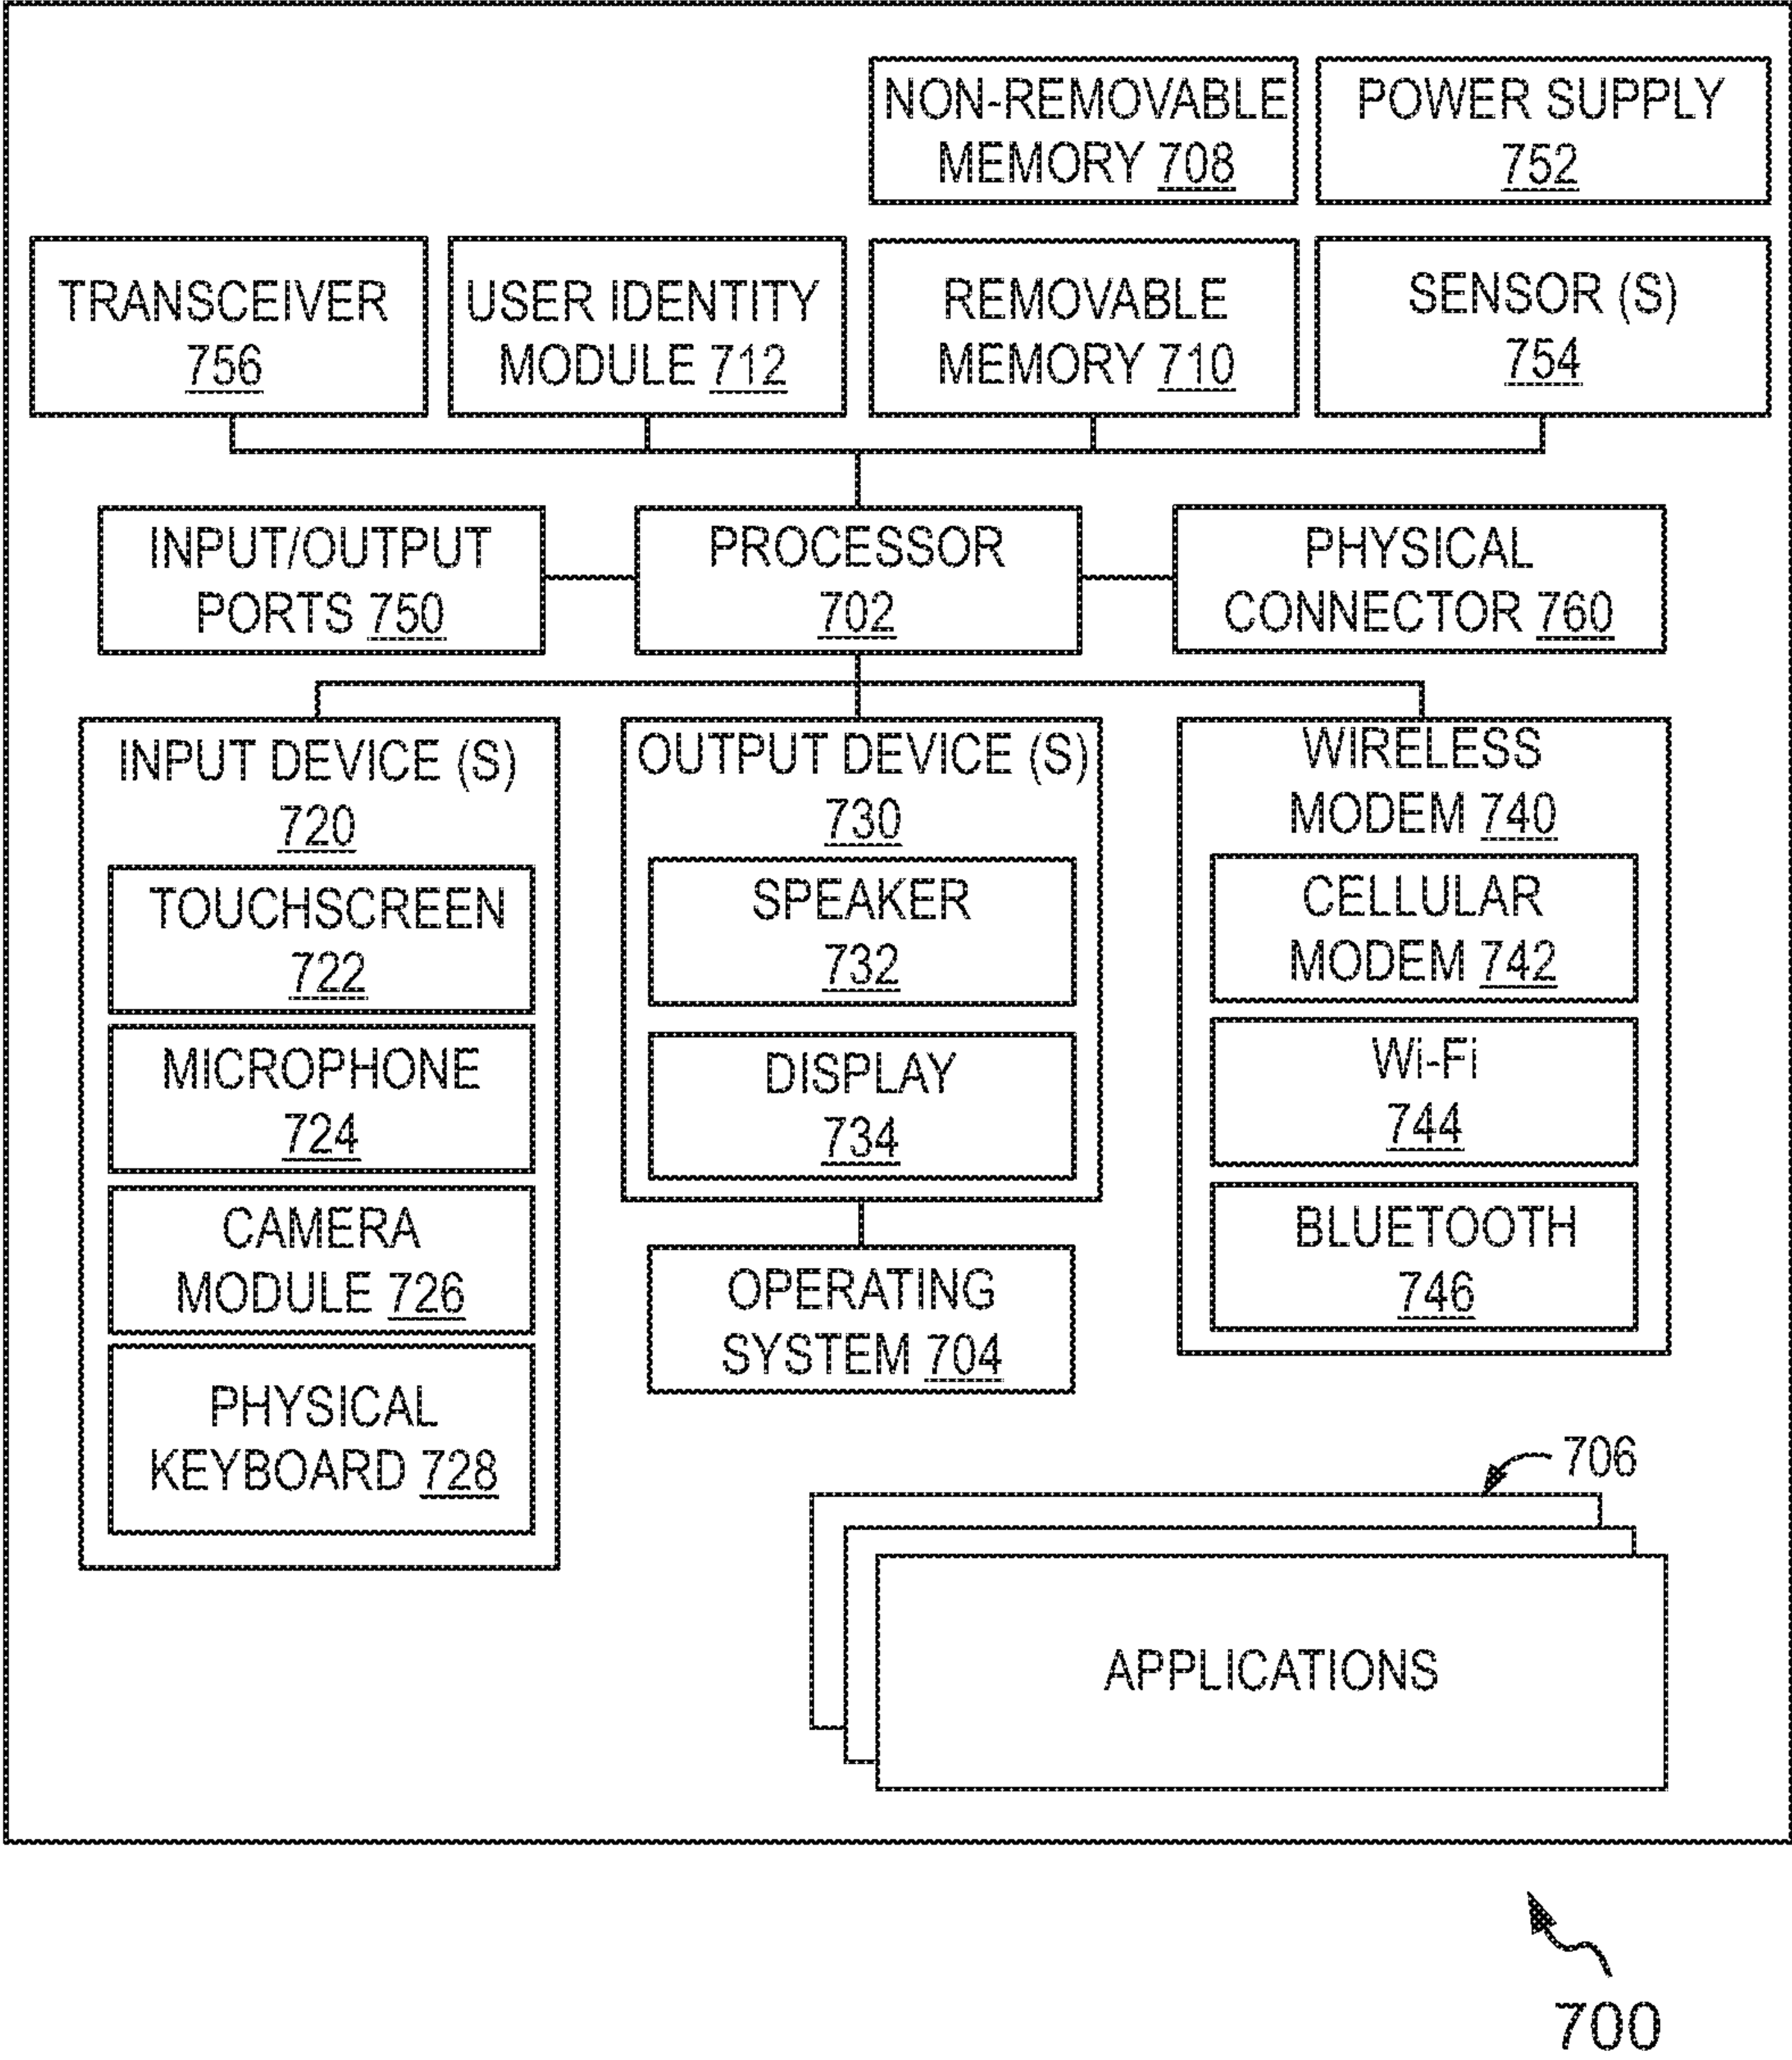 NON-REMOVABLE
MEMORY 708
POWER SUPPLY
752
TRANSCEIVER
756
USER IDENTITY
MODULE 712
REMOVABLE
MEMORY 710
SENSOR (S)
754
INPUT/OUTPUT
PORTS 750
PROCESSOR
702
PHYSICAL
CONNECTOR 760
INPUT DEVICE (S)
720
TOUCHSCREEN
722
MICROPHONE
724
CAMERA
MODULE 726
PHYSICAL
KEYBOARD 728
OUTPUT DEVICE (S)
730
SPEAKER
732
DISPLAY
734
OPERATING
SYSTEM 704
WIRELESS
MODEM 740
CELLULAR
MODEM 742
Wi-Fi
744
BLUETOOTH
746
706
APPLICATIONS
700